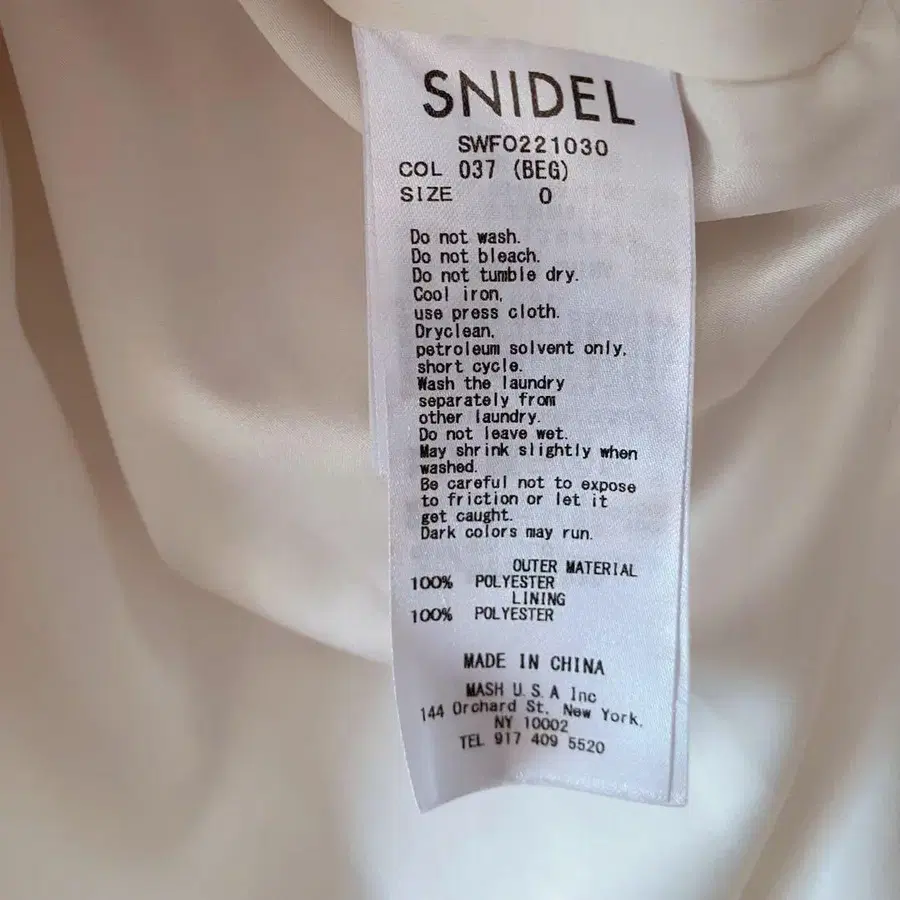 SNIDEL
SWFO221030
COL 037 (BEG)
SIZE 0
Do not wash.
Do not bleach.
Do not tumble dry.
Cool iron,
use press cloth.
Dryclean,
petroleum solvent only,
short cycle.
Wash the laundry
separately from
other laundry.
Do not leave wet.
May shrink slightly when
washed.
Be careful not to expose
to friction or let it
get caught.
Dark colors may run.
OUTER MATERIAL
100% POLYESTER
LINING
100% POLYESTER
MADE IN CHINA
MASH U.S.A Inc
144 Orchard St. New York,
NY 10002
TEL 917 409 5520